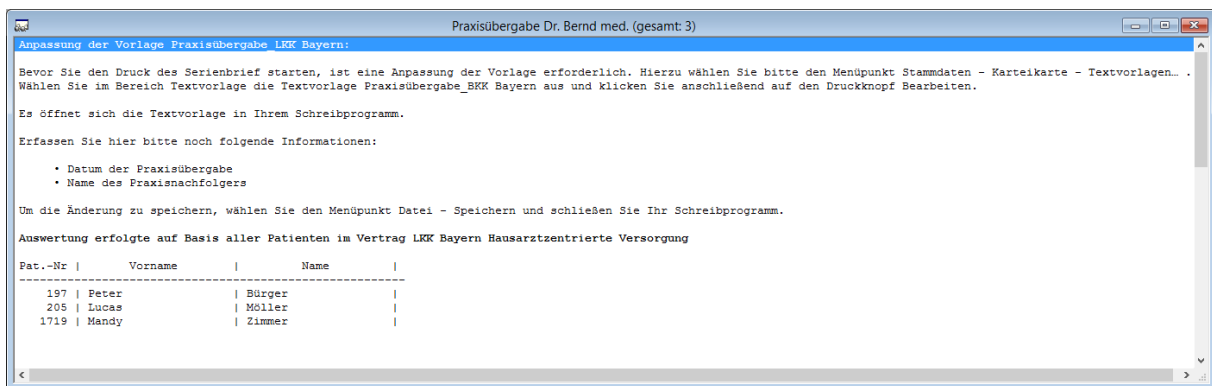 Praxisübergabe Dr. Bernd med. (gesamt: 3)
Anpassung der Vorlage Praxisübergabe_LKK Bayern:
Bevor Sie den Druck des Serienbrief starten, ist eine Anpassung der Vorlage erforderlich. Hierzu wählen Sie bitte den Menüpunkt Stammdaten - Karteikarte - Textvorlagen… .
Wählen Sie im Bereich Textvorlage die Textvorlage Praxisübergabe_BKK Bayern aus und klicken Sie anschließend auf den Druckknopf Bearbeiten.
Es öffnet sich die Textvorlage in Ihrem Schreibprogramm.
Erfassen Sie hier bitte noch folgende Informationen:
• Datum der Praxisübergabe
• Name des Praxisnachfolgers
Um die Änderung zu speichern, wählen Sie den Menüpunkt Datei - Speichern und schließen Sie Ihr Schreibprogramm.
Auswertung erfolgte auf Basis aller Patienten im Vertrag LKK Bayern Hausarztzentrierte Versorgung
Pat.-Nr | Vorname | Name |
------------------------------------------------------
197 | Peter | Bürger |
205 | Lucas | Möller |
1719 | Mandy | Zimmer |